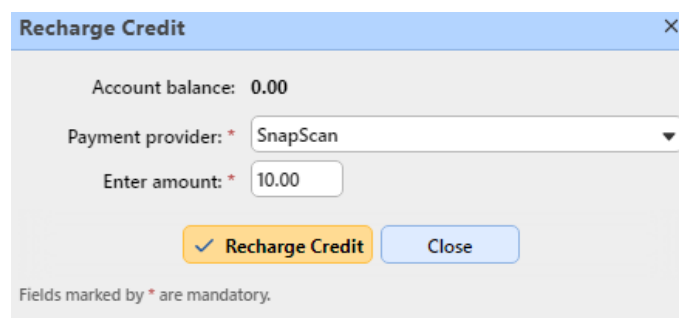 Recharge Credit
Account balance: 0.00
Payment provider: * SnapScan
Enter amount: * 10.00
Recharge Credit Close
Fields marked by * are mandatory.